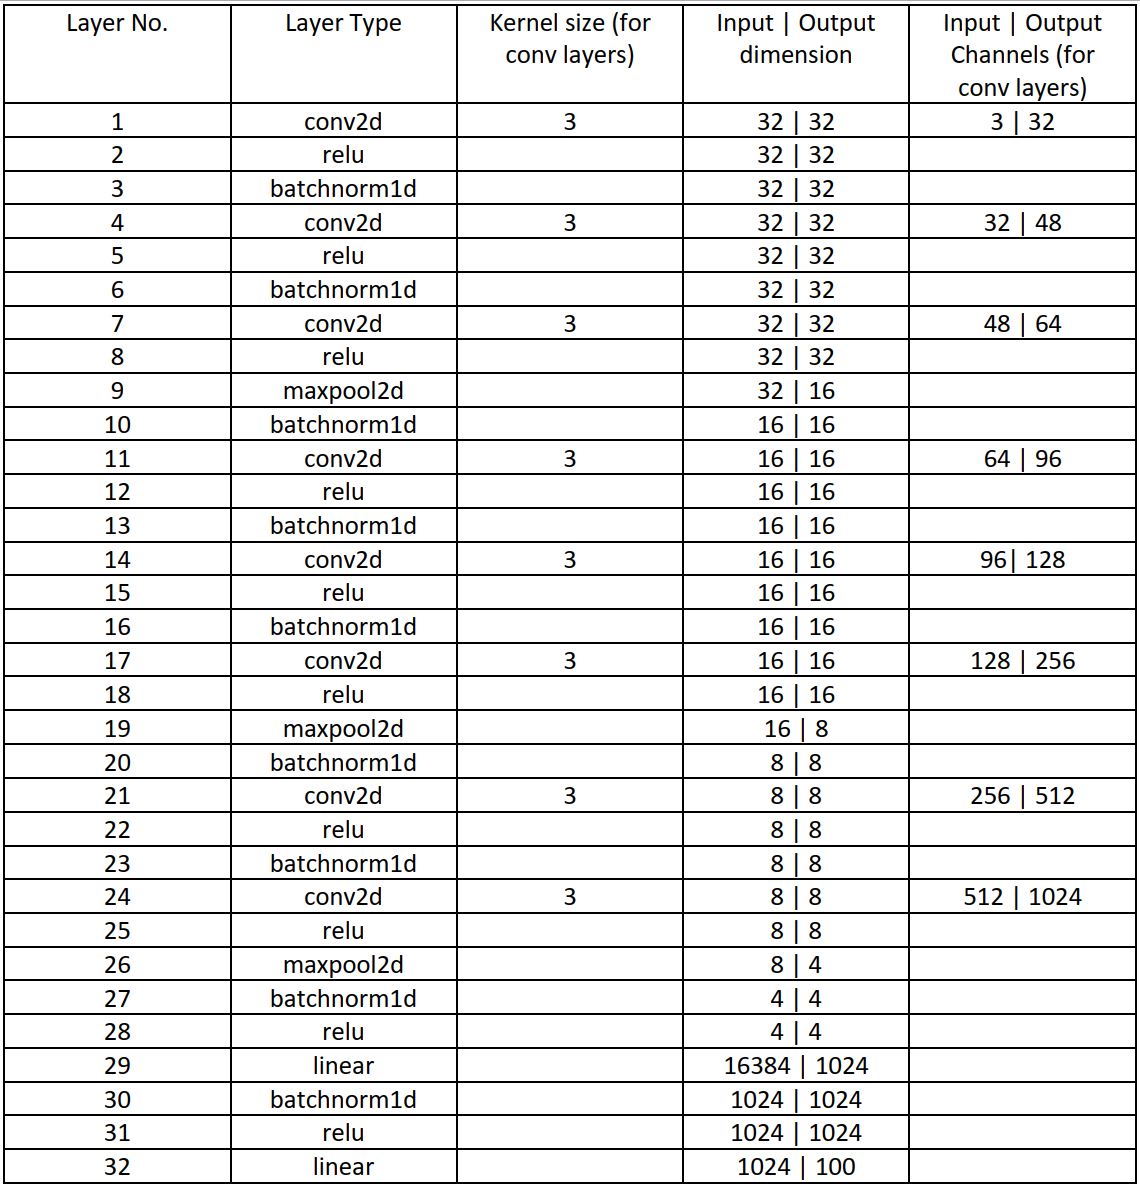 Layer No. Layer Type Kernel size (for conv layers) Input | Output dimension Input | Output Channels (for conv layers)
1 conv2d 3 32 | 32 3 | 32
2 relu 32 | 32
3 batchnorm1d 32 | 32
4 conv2d 3 32 | 32 32 | 48
5 relu 32 | 32
6 batchnorm1d 32 | 32
7 conv2d 3 32 | 32 48 | 64
8 relu 32 | 32
9 maxpool2d 32 | 16
10 batchnorm1d 16 | 16
11 conv2d 3 16 | 16 64 | 96
12 relu 16 | 16
13 batchnorm1d 16 | 16
14 conv2d 3 16 | 16 96| 128
15 relu 16 | 16
16 batchnorm1d 16 | 16
17 conv2d 3 16 | 16 128 | 256
18 relu 16 | 16
19 maxpool2d 16 | 8
20 batchnorm1d 8 | 8
21 conv2d 3 8 | 8 256 | 512
22 relu 8 | 8
23 batchnorm1d 8 | 8
24 conv2d 3 8 | 8 512 | 1024
25 relu 8 | 8
26 maxpool2d 8 | 4
27 batchnorm1d 4 | 4
28 relu 4 | 4
29 linear 16384 | 1024
30 batchnorm1d 1024 | 1024
31 relu 1024 | 1024
32 linear 1024 | 100